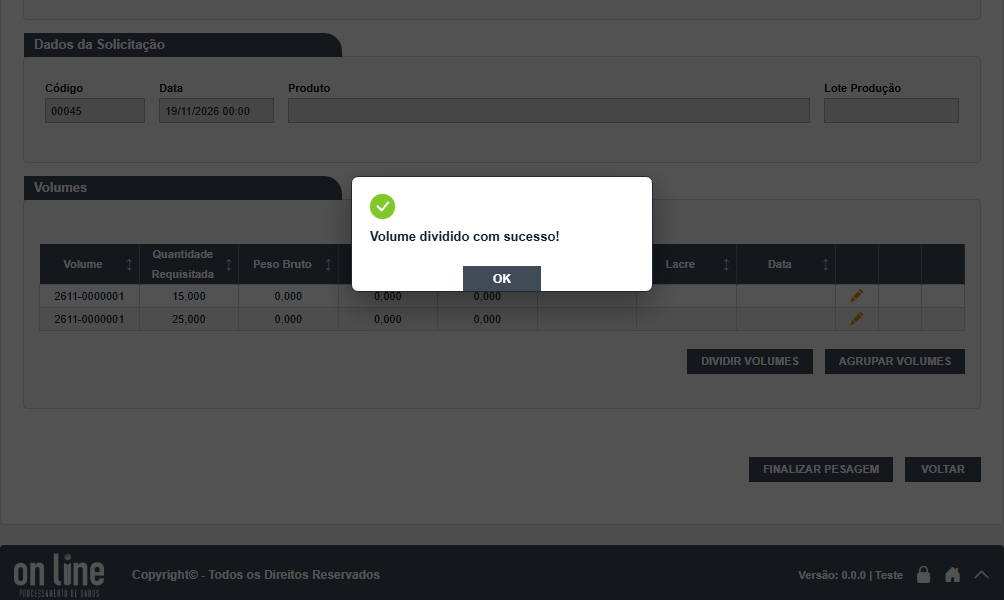 Dados da Solicitação
Código Data Produto Lote Produção
00045 19/11/2026 00:00
Volumes
Volume dividido com sucesso!
OK
Volume Quantidade Requisitada Peso Bruto Lacre Data
2611-0000001 15,000 0,000 0,000 0,000
2611-0000001 25,000 0,000 0,000 0,000
DIVIDIR VOLUMES AGRUPAR VOLUMES
FINALIZAR PESAGEM VOLTAR
on line
PROCESSAMENTO DE DADOS
Copyright© - Todos os Direitos Reservados
Versão: 0.0.0 | Teste